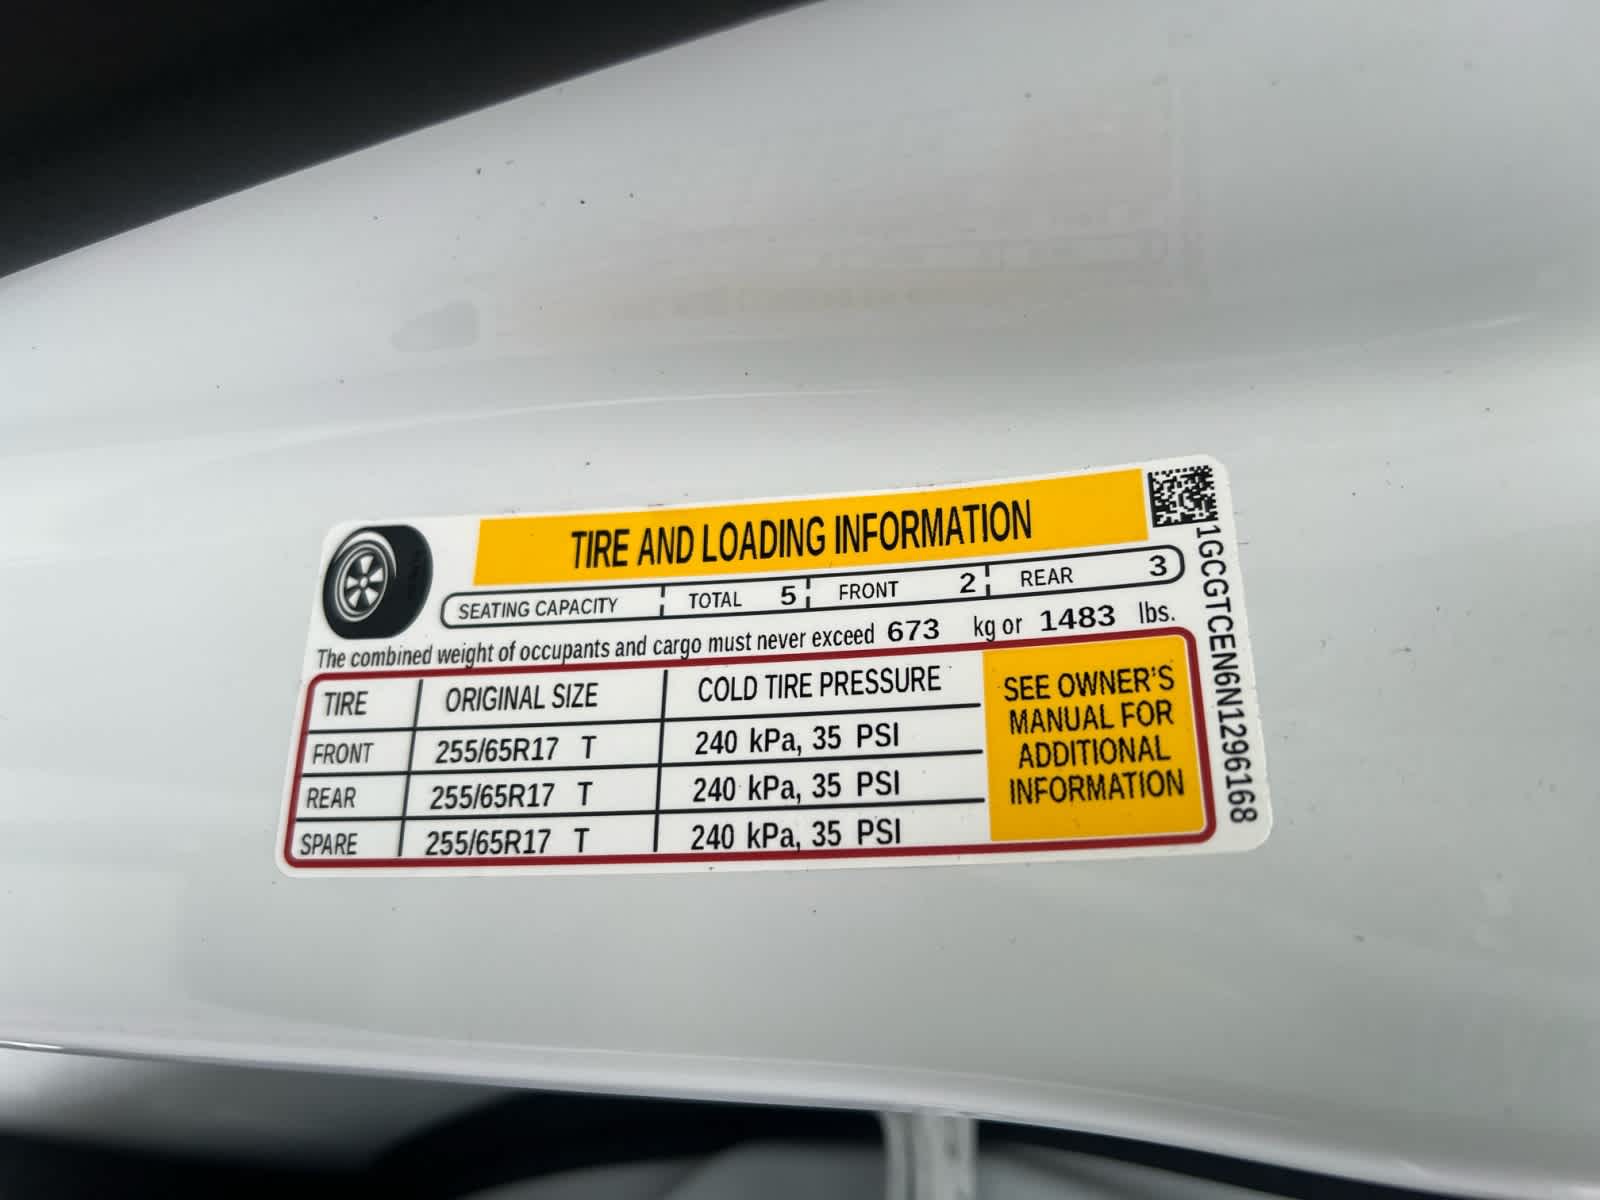 TIRE AND LOADING INFORMATION
SEATING CAPACITY TOTAL 5 FRONT 2 REAR 3
The combined weight of occupants and cargo must never exceed 673 kg or 1483 lbs.
TIRE ORIGINAL SIZE COLD TIRE PRESSURE
FRONT 255/65R17 T 240 kPa, 35 PSI
REAR 255/65R17 T 240 kPa, 35 PSI
SPARE 255/65R17 T 240 kPa, 35 PSI
SEE OWNER'S
MANUAL FOR
ADDITIONAL
INFORMATION
1GCGTCEN6N1296168